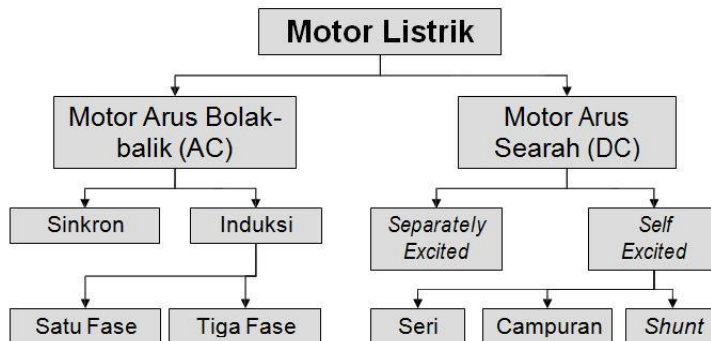 Motor Listrik
Motor Arus Bolak-
balik (AC)
Motor Arus
Searah (DC)
Sinkron
Induksi
Separately
Excited
Self
Excited
Satu Fase
Tiga Fase
Seri
Campuran
Shunt